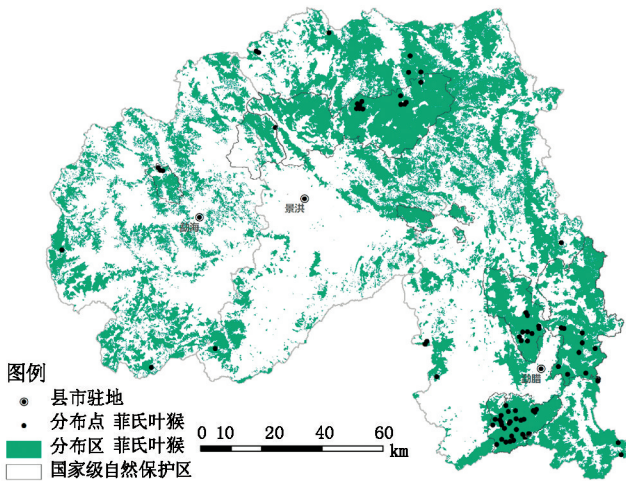 景洪
勐海
勐腊
图例
县市驻地
分布点 菲氏叶猴
分布区 菲氏叶猴
国家级自然保护区
0 10 20 40 60
km